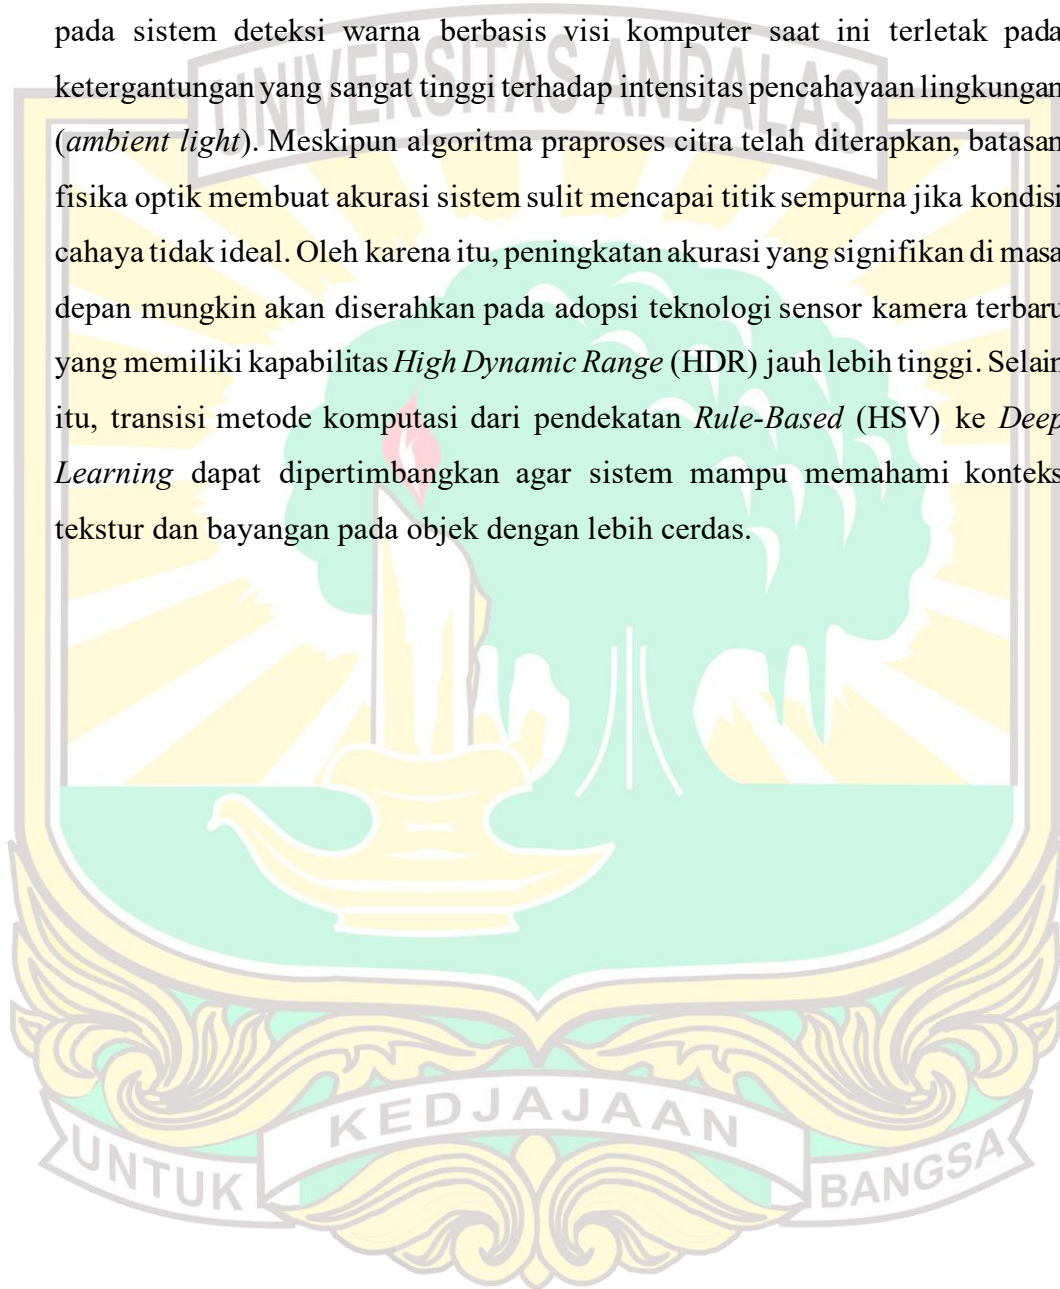 pada sistem deteksi warna berbasis visi komputer saat ini terletak pada
ketergantungan yang sangat tinggi terhadap intensitas pencahayaan lingkungan
(ambient light). Meskipun algoritma praproses citra telah diterapkan, batasan
fisika optik membuat akurasi sistem sulit mencapai titik sempurna jika kondisi
cahaya tidak ideal. Oleh karena itu, peningkatan akurasi yang signifikan di masa
depan mungkin akan diserahkan pada adopsi teknologi sensor kamera terbaru
yang memiliki kapabilitas High Dynamic Range (HDR) jauh lebih tinggi. Selain
itu, transisi metode komputasi dari pendekatan Rule-Based (HSV) ke Deep
Learning dapat dipertimbangkan agar sistem mampu memahami konteks
tekstur dan bayangan pada objek dengan lebih cerdas.
UNIVERSITAS ANDALAS
UNTUK KEDJAJAAN BANGSA